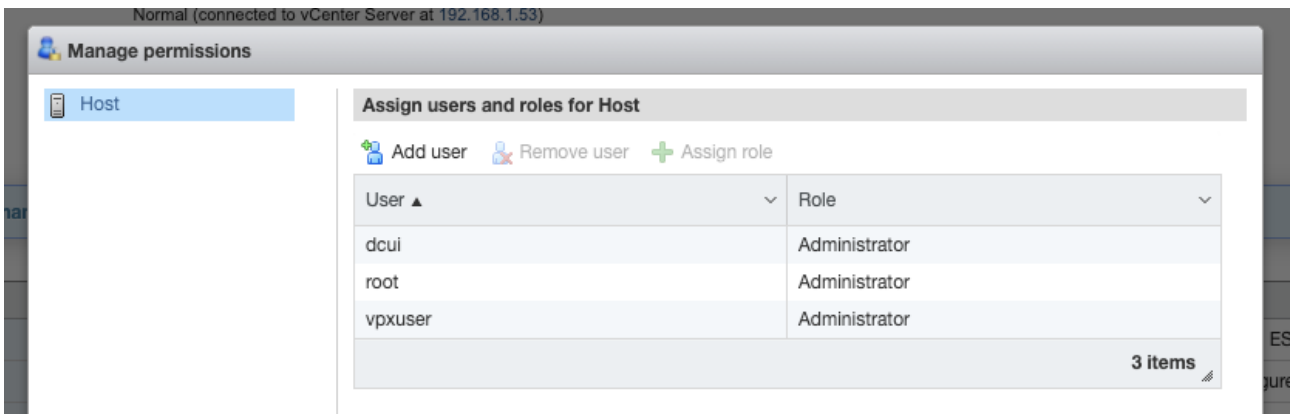 Normal (connected to vCenter Server at 192.168.1.53)
Manage permissions
Host
Assign users and roles for Host
Add user Remove user Assign role
User ▲ Role
dcui Administrator
root Administrator
vpxuser Administrator
3 items